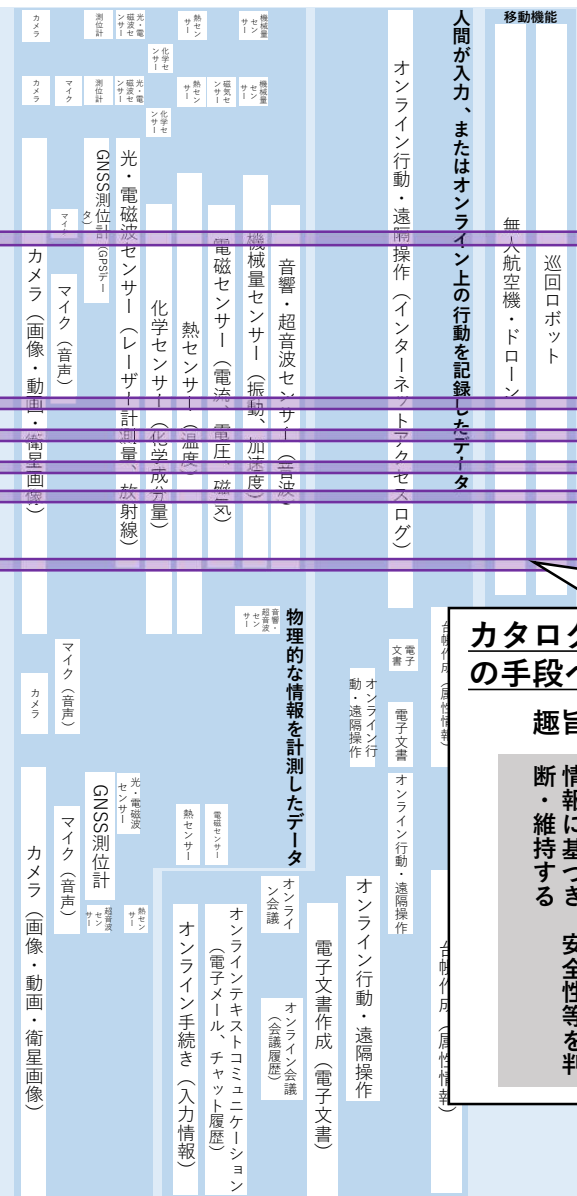 移動機能
巡回ロボット
無人航空機・ドローン
人間が入力、またはオンライン上の行動を記録したデータ
オンライン行動・遠隔操作（インターネットアクセスログ）
機械量
セン
サー
熱セン
サー
化学セ
ンサー
光・電
磁波セ
ンサー
測位計
カメラ
機械量
セン
サー
磁気セ
ンサー
熱セン
サー
化学セ
ンサー
光・電
磁波セ
ンサー
測位計
マイク
カメラ
音響・超音波センサー（音波）
機械量センサー（振動、加速度）
電磁センサー（電流、電圧、磁気）
熱センサー（温度）
化学センサー（化学成分量）
光・電磁波センサー（レーザー計測量、放射線）
GNSS測位計（GPSデー
タ）
マイク
マイク（音声）
カメラ（画像・動画・衛星画像）
物理的な情報を計測したデータ
音響・
超音波
セン
サー
台帳作成（属性情報）
電子
文書
電子文書
オンライン行
動・遠隔操作
オンライン行動・遠隔操作
マイク（音声）
カメラ
光・電磁波
センサー
GNSS測位計
電磁センサー
熱センサー
熱セン
サー
超音波
セン
サー
マイク（音声）
カメラ（画像・動画・衛星画像）
台帳作成（属性情報）
オンライン行動・遠隔操作
電子文書作成（電子文書）
オンライ
ン会議
オンライン会議
（会議履歴）
オンラインテキストコミュニケーション
（電子メール、チャット履歴）
オンライン手続き（入力情報）
カタログ
の手段へ
趣旨
情報に基づき　安全性等を判
断・維持する